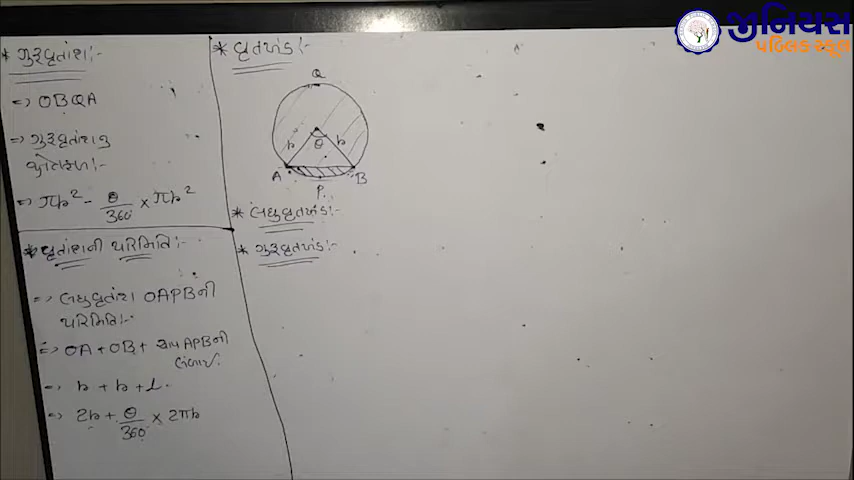 જીનિયસ
પબ્લિક સ્કૂલ
* ગુરુવૃતાંશ :-
=> OBQA
=> ગુરુવૃતાંશનુ
ક્ષેત્રફળ :-
=> πr² - θ/360 × πr²
* વૃતાંશની પરિમિતિ :-
=> લઘુવૃતાંશ OAPBની
પરિમિતિ :-
=> OA + OB + ચાપ APBની
લંબાઈ.
=> r + r + l.
=> 2r + θ/360 × 2πr
* વૃતખંડ :-
Q
r θ r
A B
P
* લઘુવૃતખંડ :-
* ગુરુવૃતખંડ :-